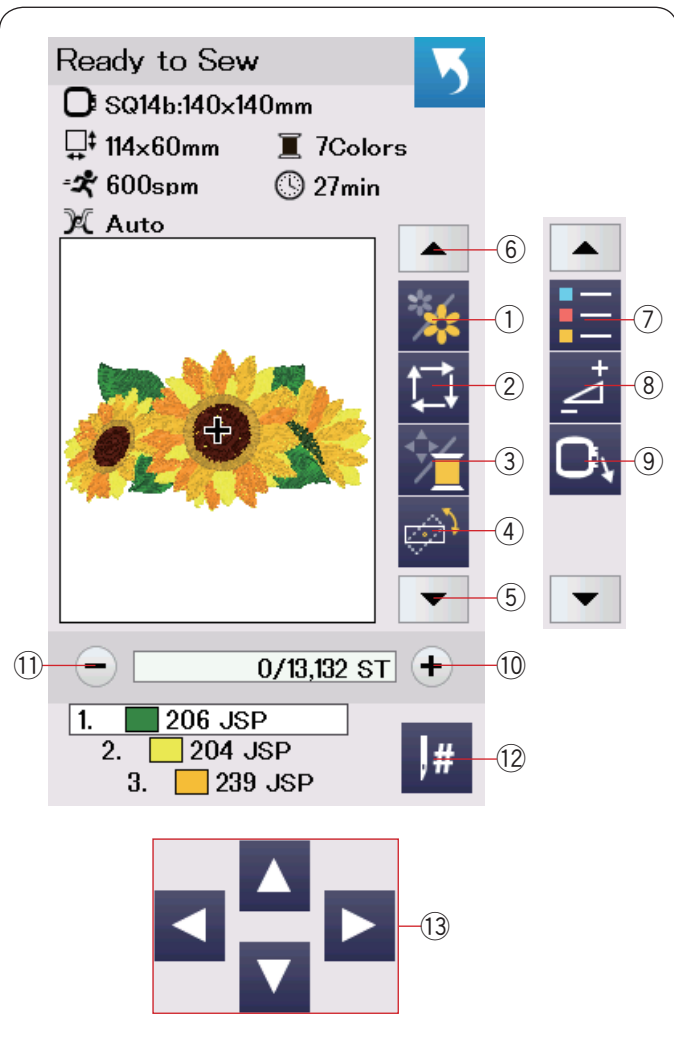 Ready to Sew
SQ14b:140x140mm
114x60mm 7Colors
600spm 27min
Auto
⑥
① ⑦
② ⑧
③ ⑨
④
⑤
⑪ − 0/13,132 ST + ⑩
1. 206 JSP
2. 204 JSP # ⑫
3. 239 JSP
⑬